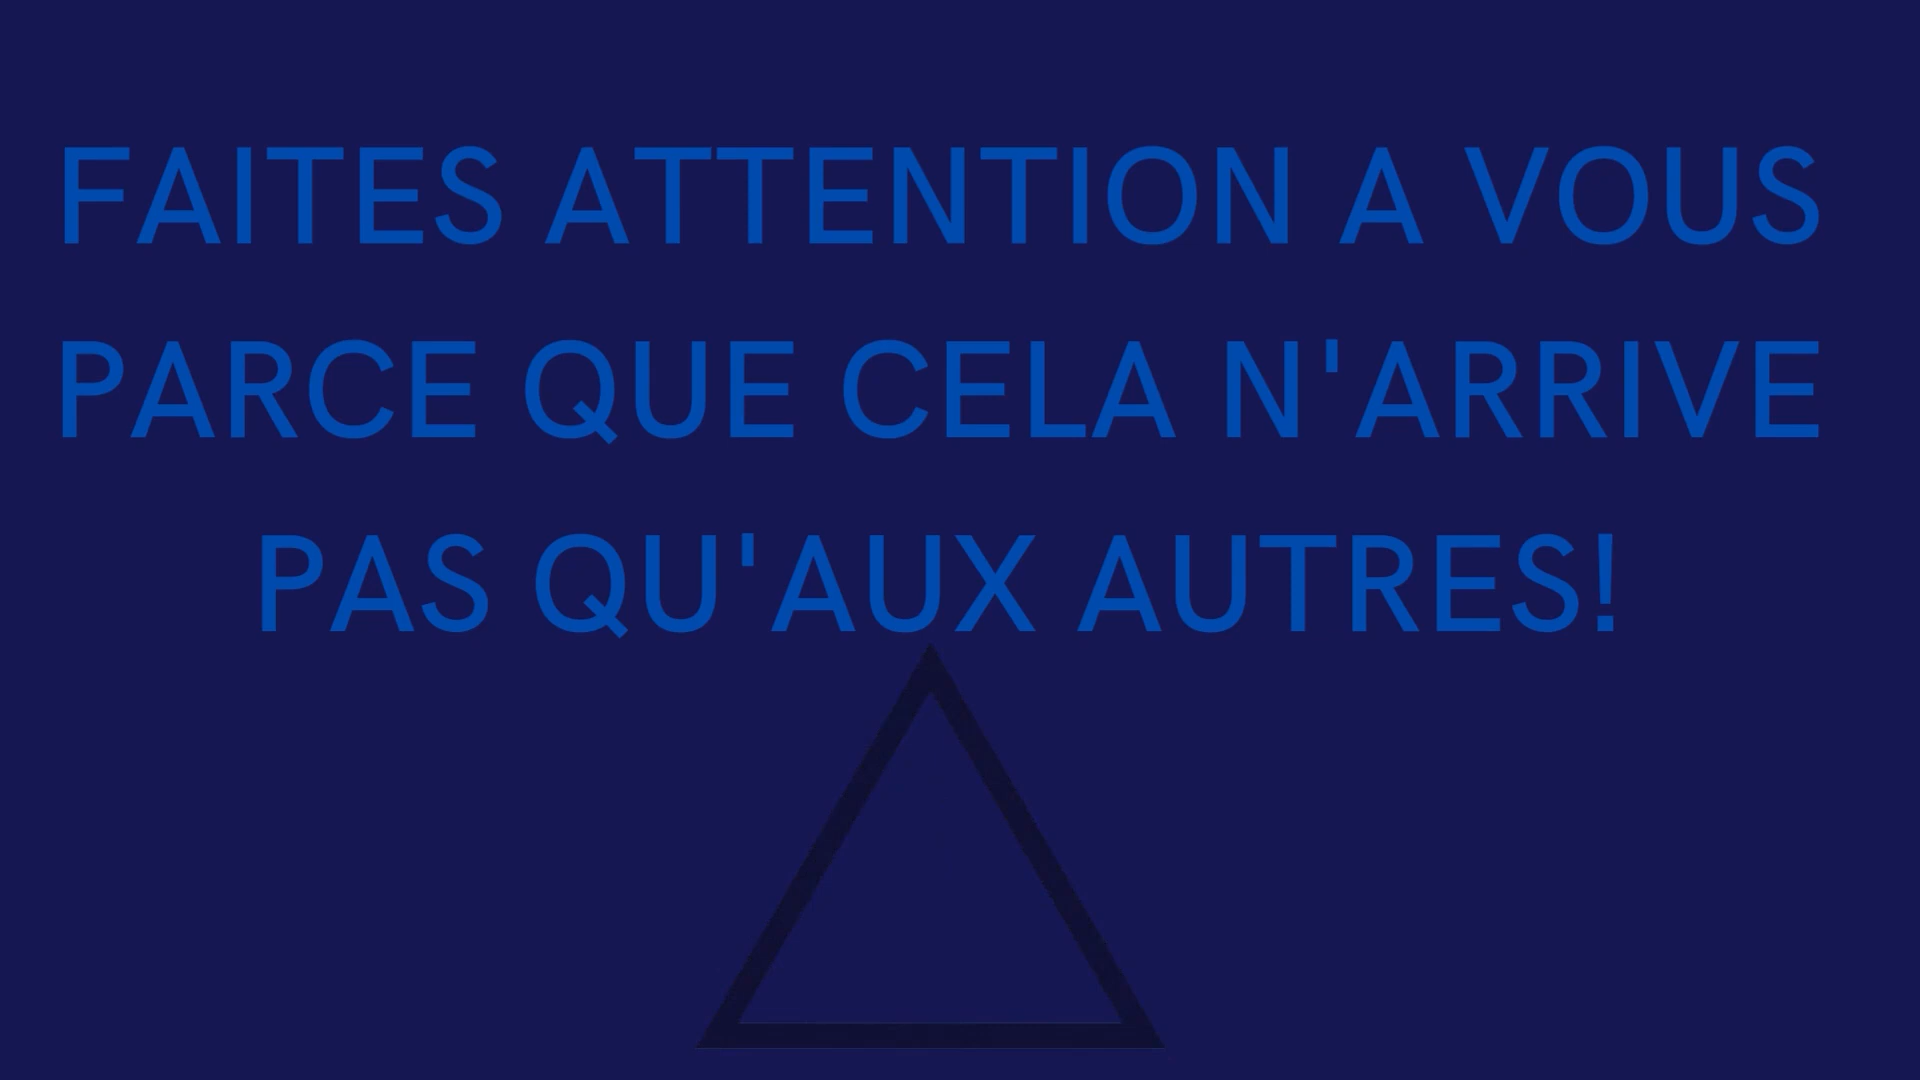 FAITES ATTENTION A VOUS
PARCE QUE CELA N'ARRIVE
PAS QU'AUX AUTRES!